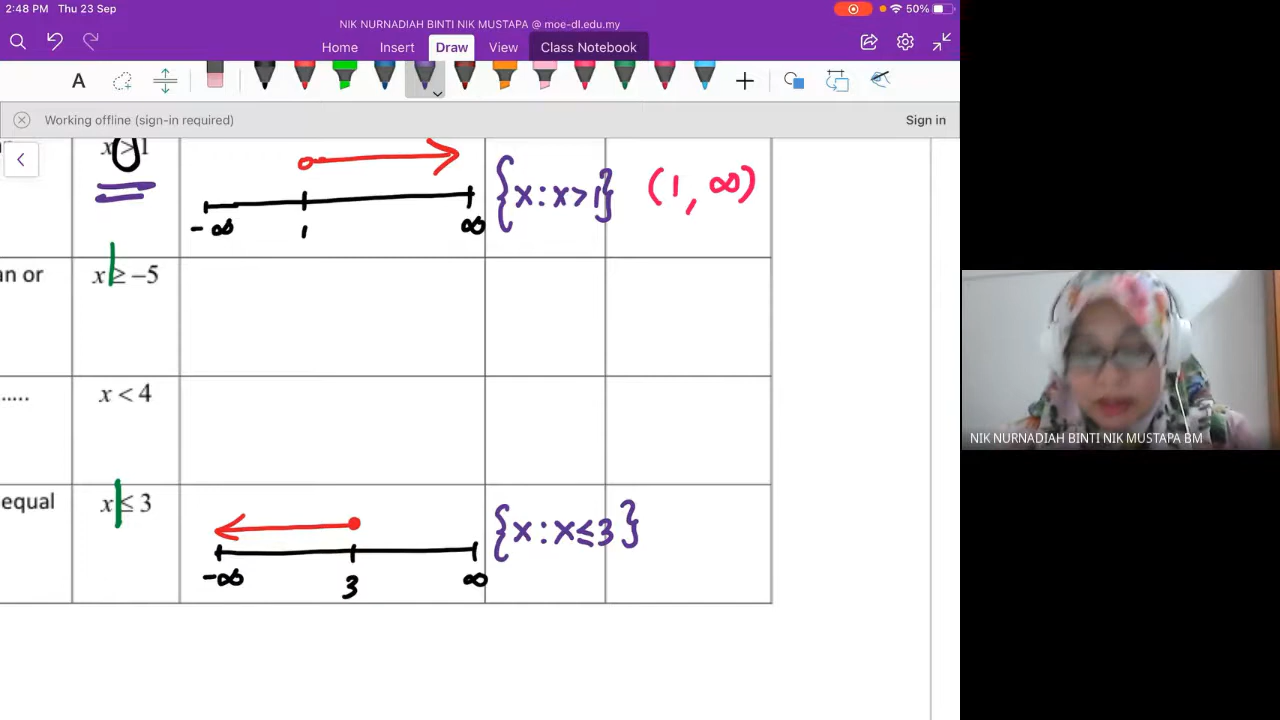 2:48 PM Thu 23 Sep
50%
NIK NURNADIAH BINTI NIK MUSTAPA @ moe-dl.edu.my
Home Insert Draw View Class Notebook
A
Working offline (sign-in required) Sign in
x > 1
{x : x > 1} (1, ∞)
-∞ 1 ∞
an or x ≥ −5
..... x < 4
equal x ≤ 3
{x : x ≤ 3}
-∞ 3 ∞
NIK NURNADIAH BINTI NIK MUSTAPA BM